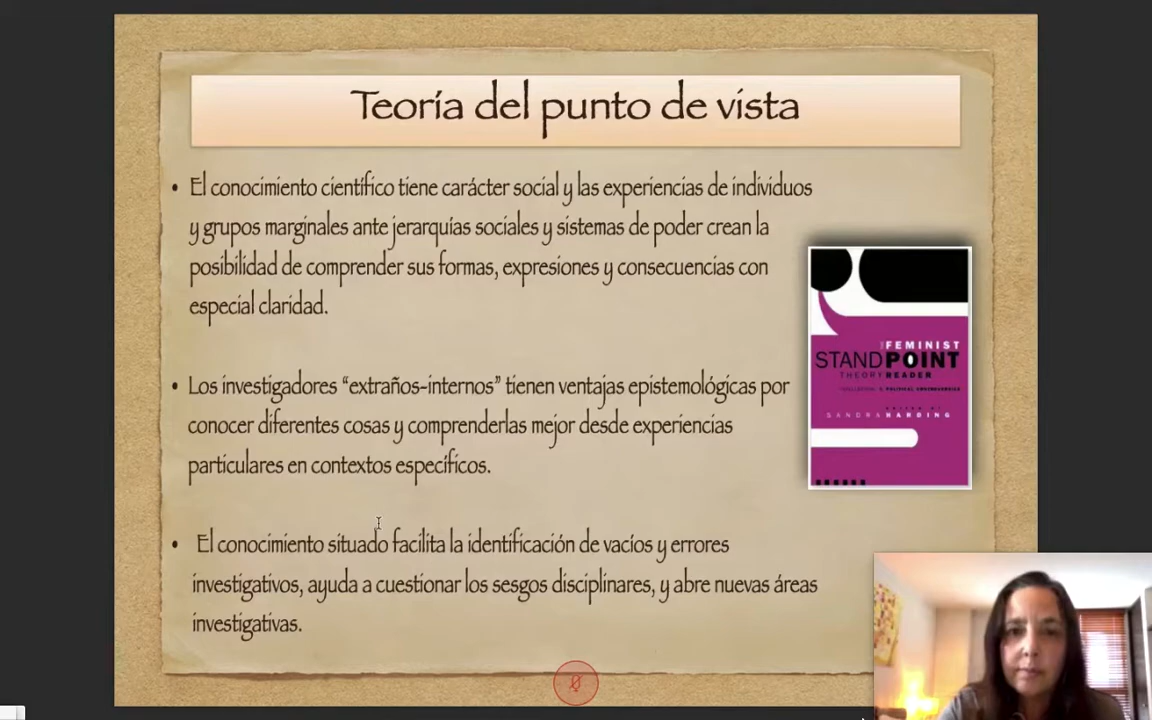 Teoría del punto de vista
• El conocimiento científico tiene carácter social y las experiencias de individuos
y grupos marginales ante jerarquías sociales y sistemas de poder crean la
posibilidad de comprender sus formas, expresiones y consecuencias con
especial claridad.
• Los investigadores “extraños-internos” tienen ventajas epistemológicas por
conocer diferentes cosas y comprenderlas mejor desde experiencias
particulares en contextos específicos.
• El conocimiento situado facilita la identificación de vacíos y errores
investigativos, ayuda a cuestionar los sesgos disciplinares, y abre nuevas áreas
investigativas.
THE FEMINIST
STANDPOINT
THEORY READER
SANDRA HARDING